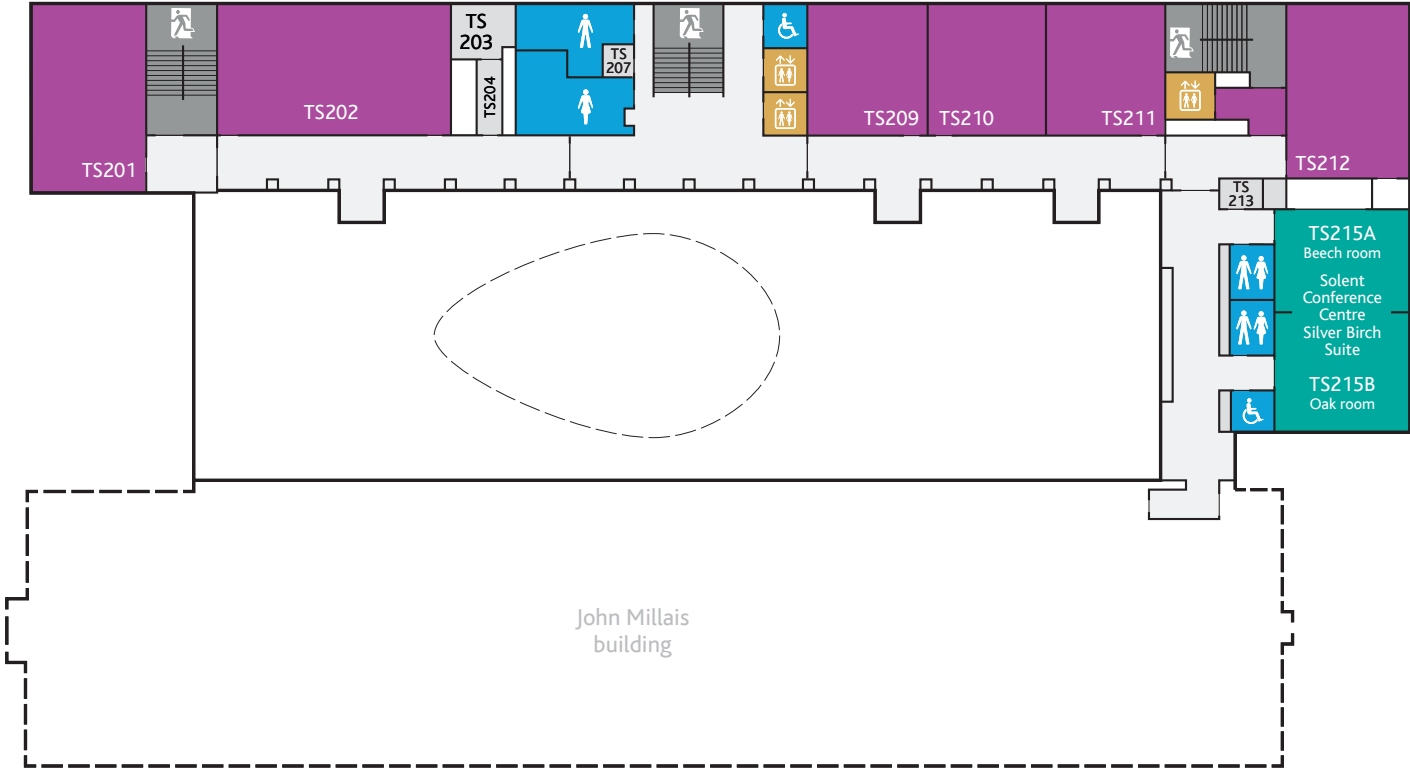 TS
203
TS
207
TS204
TS202
TS209
TS210
TS211
TS201
TS212
TS
213
TS215A
Beech room
Solent
Conference
Centre
Silver Birch
Suite
TS215B
Oak room
John Millais
building